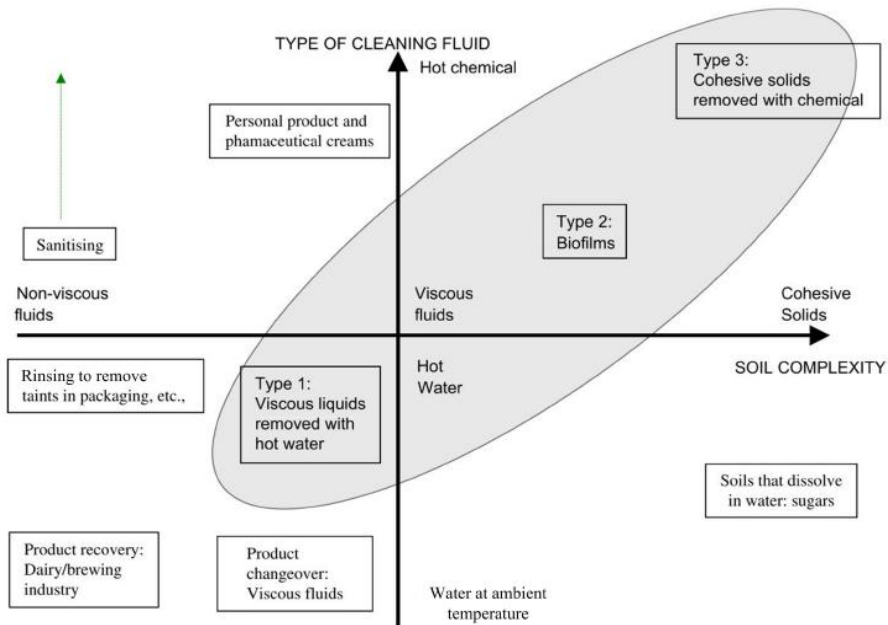 TYPE OF CLEANING FLUID
Hot chemical
Type 3:
Cohesive solids
removed with chemical
Personal product and
phamaceutical creams
Type 2:
Biofilms
Sanitising
Non-viscous
fluids
Viscous
fluids
Cohesive
Solids
SOIL COMPLEXITY
Hot
Water
Rinsing to remove
taints in packaging, etc.,
Type 1:
Viscous liquids
removed with
hot water
Soils that dissolve
in water: sugars
Product recovery:
Dairy/brewing
industry
Product
changeover:
Viscous fluids
Water at ambient
temperature